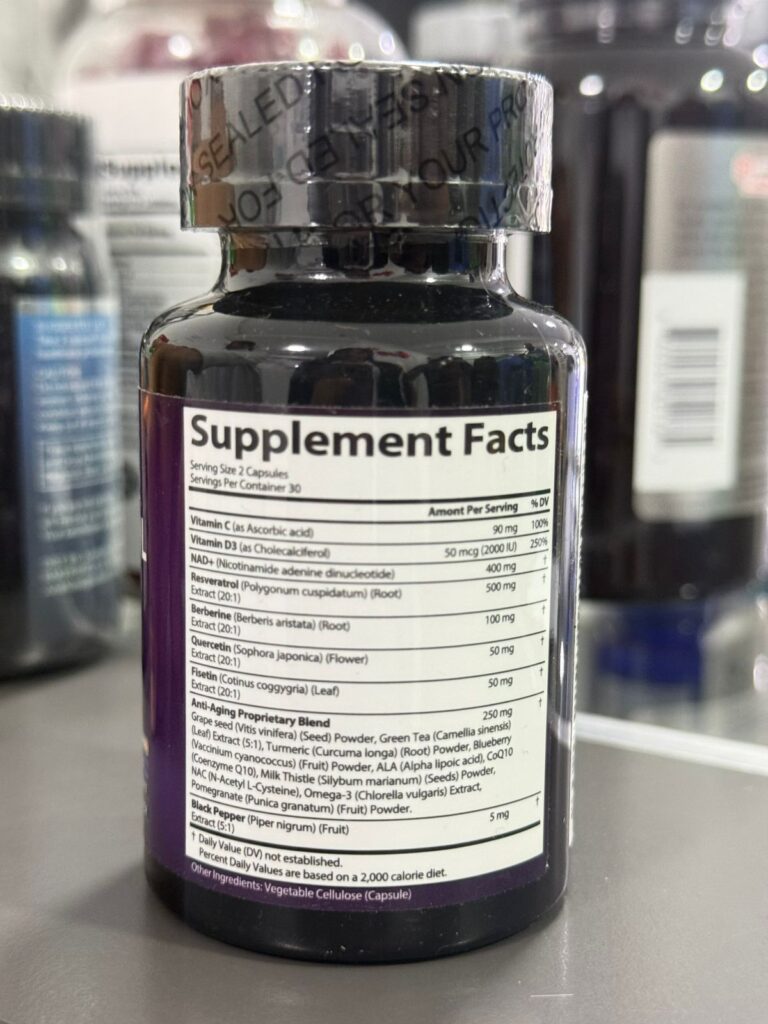 SEALED
FOR YOUR PRO
Supplement Facts
Serving Size 2 Capsules
Servings Per Container 30
Amont Per Serving % DV
Vitamin C (as Ascorbic acid) 90 mg 100%
Vitamin D3 (as Cholecalciferol) 50 mcg (2000 IU) 250%
NAD+ (Nicotinamide adenine dinucleotide) 400 mg †
Resveratrol (Polygonum cuspidatum) (Root) 500 mg †
Extract (20:1)
Berberine (Berberis aristata) (Root) 100 mg †
Extract (20:1)
Quercetin (Sophora japonica) (Flower) 50 mg †
Extract (20:1)
Fisetin (Cotinus coggygria) (Leaf) 50 mg †
Extract (20:1)
Anti-Aging Proprietary Blend 250 mg †
Grape seed (Vitis vinifera) (Seed) Powder, Green Tea (Camellia sinensis)
(Leaf) Extract (5:1), Turmeric (Curcuma longa) (Root) Powder, Blueberry
(Vaccinium cyanococcus) (Fruit) Powder, ALA (Alpha lipoic acid), CoQ10
(Coenzyme Q10), Milk Thistle (Silybum marianum) (Seeds) Powder,
NAC (N-Acetyl L-Cysteine), Omega-3 (Chlorella vulgaris) Extract,
Pomegranate (Punica granatum) (Fruit) Powder.
Black Pepper (Piper nigrum) (Fruit) 5 mg †
Extract (5:1)
† Daily Value (DV) not established.
Percent Daily Values are based on a 2,000 calorie diet.
Other Ingredients: Vegetable Cellulose (Capsule)